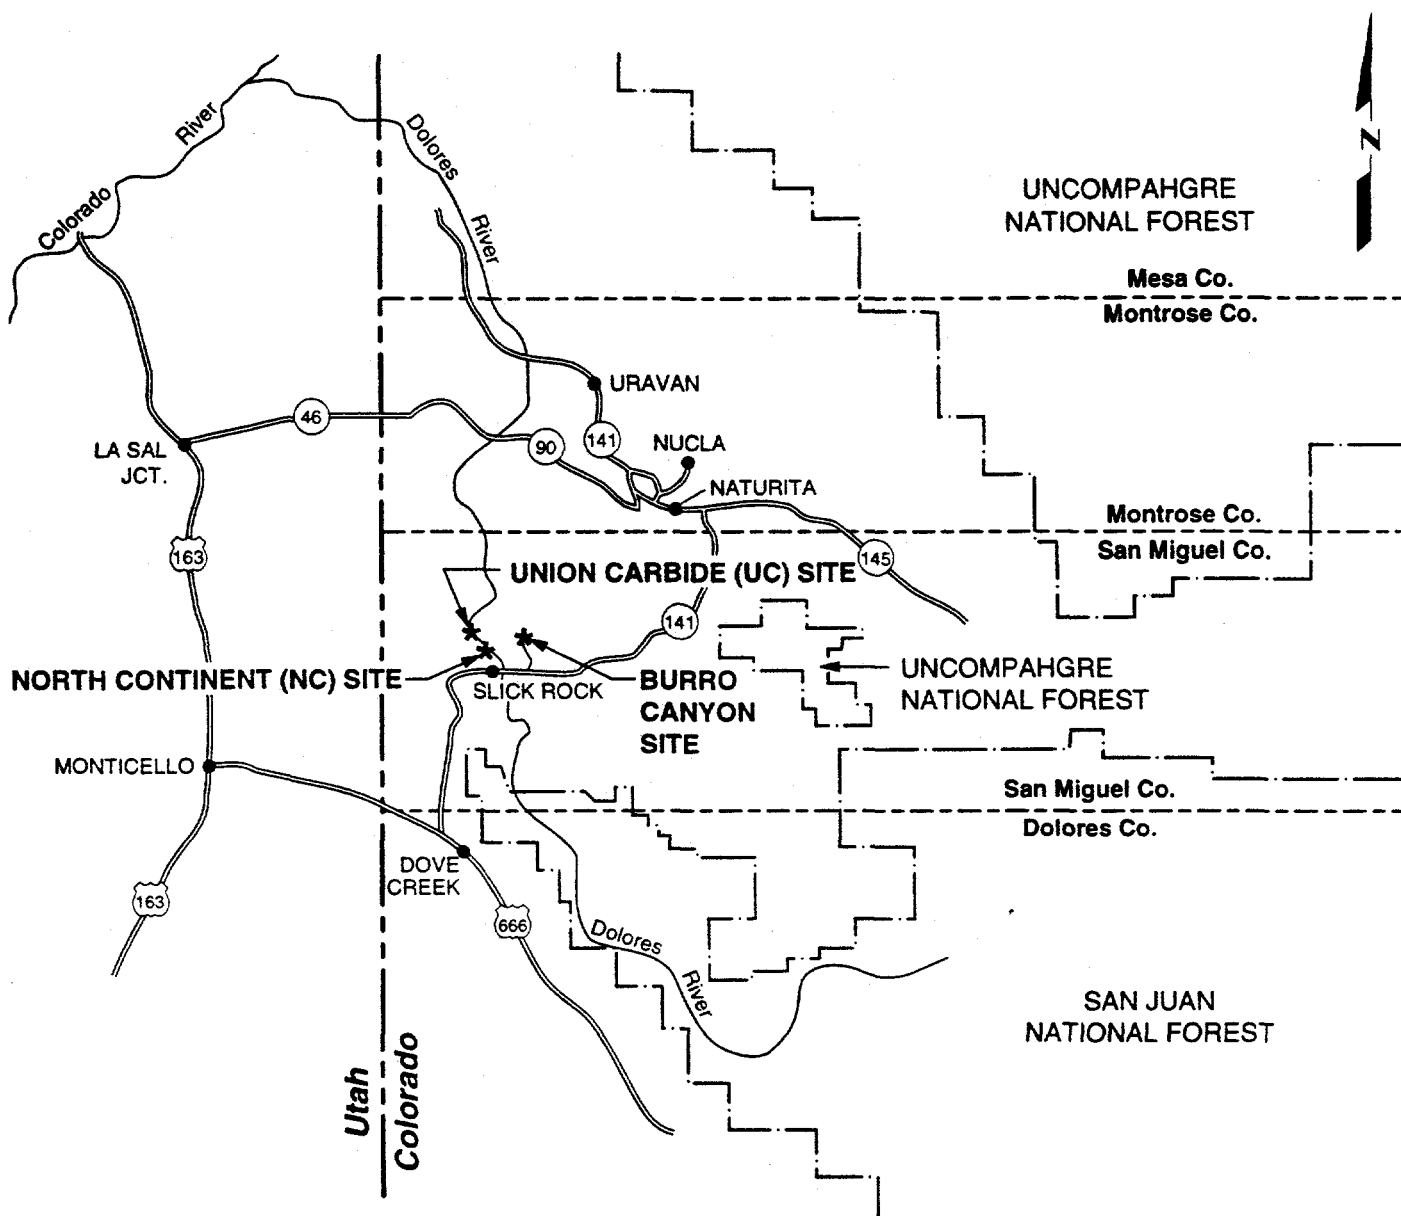 N
River
Dolores
Colorado
River
UNCOMPAHGRE
NATIONAL FOREST
Mesa Co.
Montrose Co.
URAVAN
46
90
141
NUCLA
LA SAL
JCT.
NATURITA
Montrose Co.
San Miguel Co.
163
145
UNION CARBIDE (UC) SITE
141
NORTH CONTINENT (NC) SITE
SLICK ROCK
BURRO
CANYON
SITE
UNCOMPAHGRE
NATIONAL FOREST
MONTICELLO
San Miguel Co.
Dolores Co.
DOVE
CREEK
163
666
Dolores
River
SAN JUAN
NATIONAL FOREST
Utah
Colorado